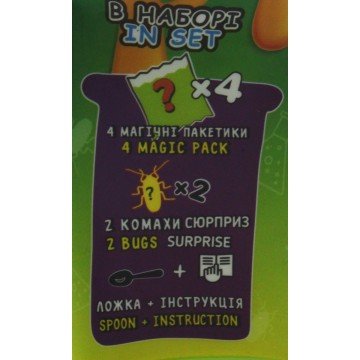 В НАБОРІ
IN SET
? ×4
4 МАГІЧНІ ПАКЕТИКИ
4 MAGIC PACK
? ×2
2 КОМАХИ СЮРПРИЗ
2 BUGS SURPRISE
+
ЛОЖКА + ІНСТРУКЦІЯ
SPOON + INSTRUCTION